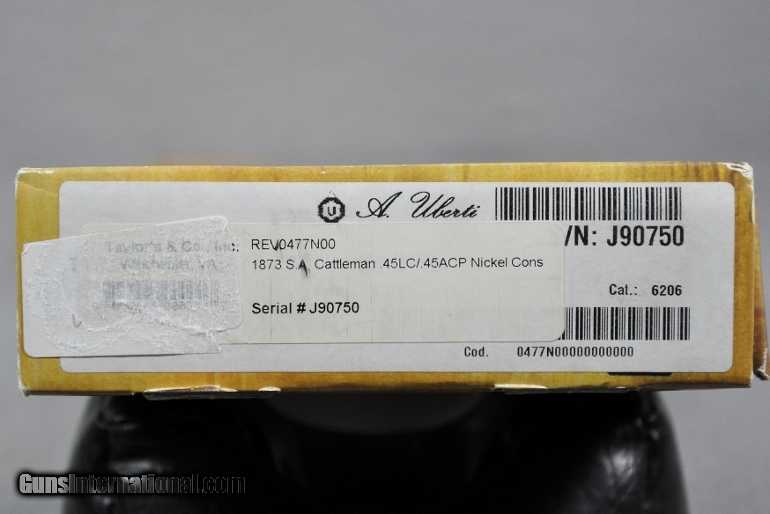 U A. Uberti
/N: J90750
Taylor's & Co., Inc. REV0477N00
Winchester, VA 1873 S.A. Cattleman .45LC/.45ACP Nickel Cons
Cal.: 6206
Serial # J90750
Cod. 0477N00000000000
GunsInternational.com